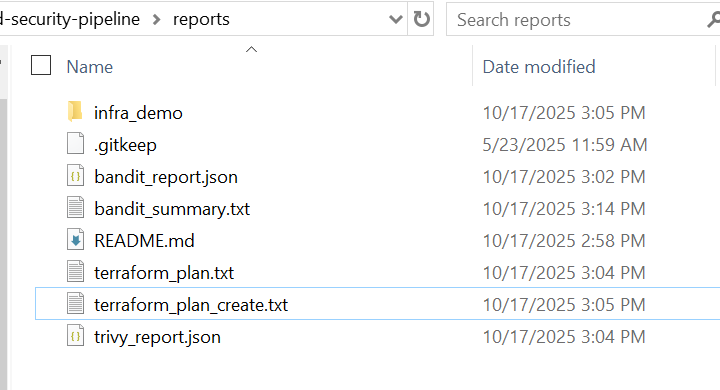 d-security-pipeline > reports
Search reports
Name
Date modified
infra_demo 10/17/2025 3:05 PM
.gitkeep 5/23/2025 11:59 AM
bandit_report.json 10/17/2025 3:02 PM
bandit_summary.txt 10/17/2025 3:14 PM
README.md 10/17/2025 2:58 PM
terraform_plan.txt 10/17/2025 3:04 PM
terraform_plan_create.txt 10/17/2025 3:05 PM
trivy_report.json 10/17/2025 3:04 PM